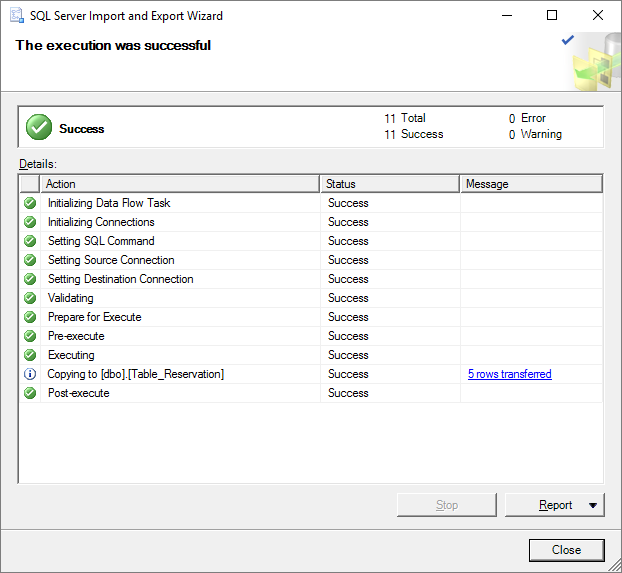 SQL Server Import and Export Wizard
The execution was successful
Success
11 Total 0 Error
11 Success 0 Warning
Details:
Action Status Message
Initializing Data Flow Task Success
Initializing Connections Success
Setting SQL Command Success
Setting Source Connection Success
Setting Destination Connection Success
Validating Success
Prepare for Execute Success
Pre-execute Success
Executing Success
Copying to [dbo].[Table_Reservation] Success 5 rows transferred
Post-execute Success
Stop Report
Close